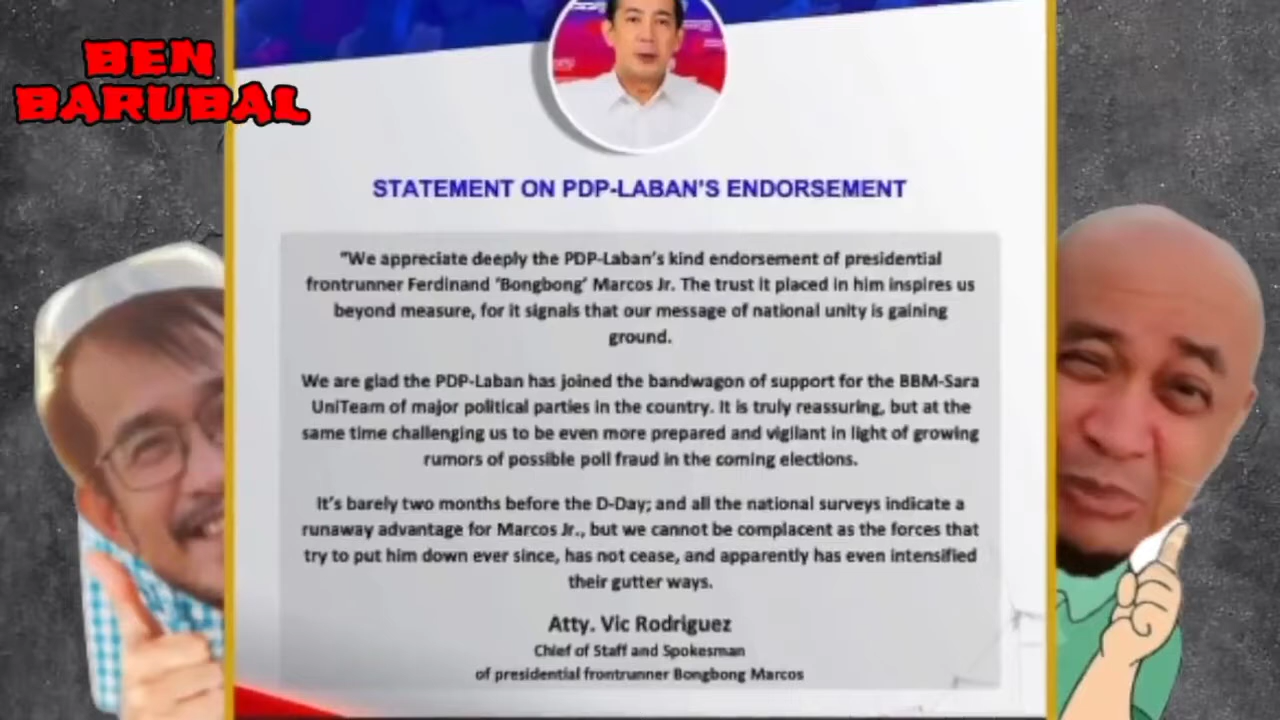 BEN
BARUBAL
STATEMENT ON PDP-LABAN'S ENDORSEMENT
"We appreciate deeply the PDP-Laban's kind endorsement of presidential
frontrunner Ferdinand 'Bongbong' Marcos Jr. The trust it placed in him inspires us
beyond measure, for it signals that our message of national unity is gaining
ground.
We are glad the PDP-Laban has joined the bandwagon of support for the BBM-Sara
UniTeam of major political parties in the country. It is truly reassuring, but at the
same time challenging us to be even more prepared and vigilant in light of growing
rumors of possible poll fraud in the coming elections.
It's barely two months before the D-Day; and all the national surveys indicate a
runaway advantage for Marcos Jr., but we cannot be complacent as the forces that
try to put him down ever since, has not cease, and apparently has even intensified
their gutter ways.
Atty. Vic Rodriguez
Chief of Staff and Spokesman
of presidential frontrunner Bongbong Marcos